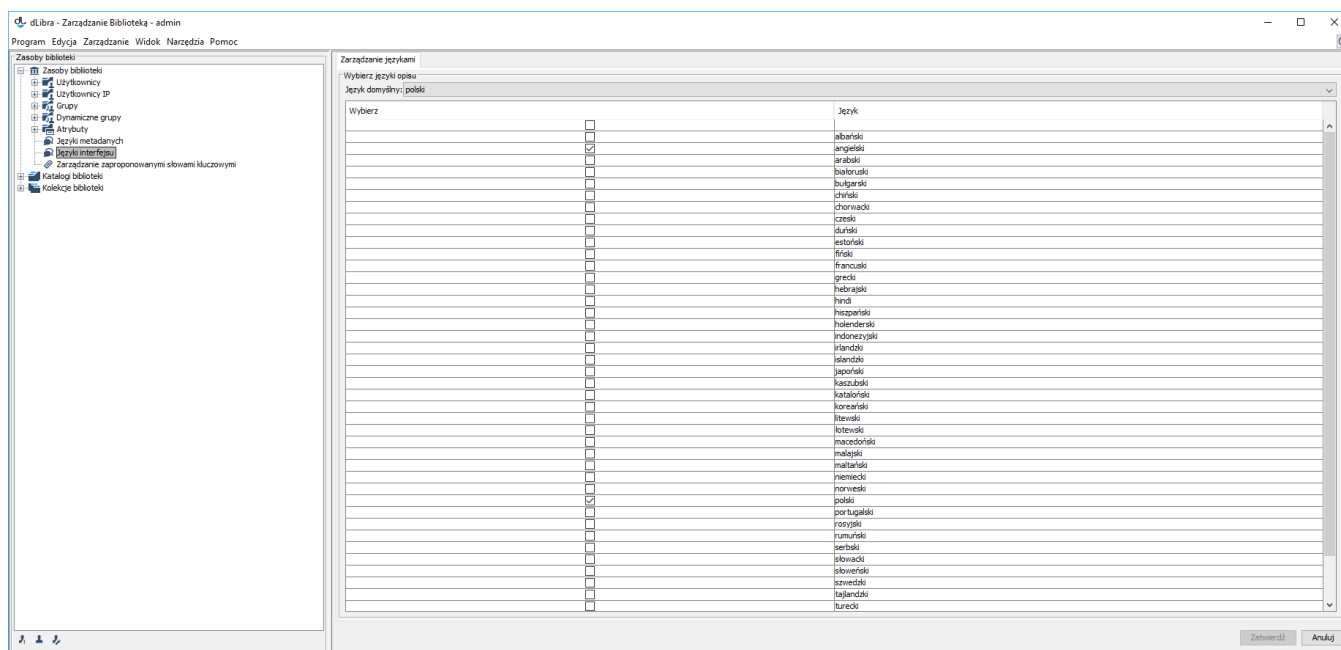 dLibra - Zarządzanie Biblioteką - admin
Program Edycja Zarządzanie Widok Narzędzia Pomoc
Zasoby biblioteki
Zasoby biblioteki
Użytkownicy
Użytkownicy IP
Grupy
Dynamiczne grupy
Atrybuty
Języki metadanych
Języki interfejsu
Zarządzanie zaproponowanymi słowami kluczowymi
Katalogi biblioteki
Kolekcje biblioteki
Zarządzanie językami
Wybierz języki opisu
Język domyślny: polski
Wybierz Język
albański
angielski
arabski
białoruski
bułgarski
chiński
chorwacki
czeski
duński
estoński
fiński
francuski
grecki
hebrajski
hindi
hiszpański
holenderski
indonezyjski
irlandzki
islandzki
japoński
kaszubski
kataloński
koreański
litewski
łotewski
macedoński
malajski
maltański
niemiecki
norweski
polski
portugalski
rosyjski
rumuński
serbski
słowacki
słoweński
szwedzki
tajlandzki
turecki
Zatwierdź Anuluj